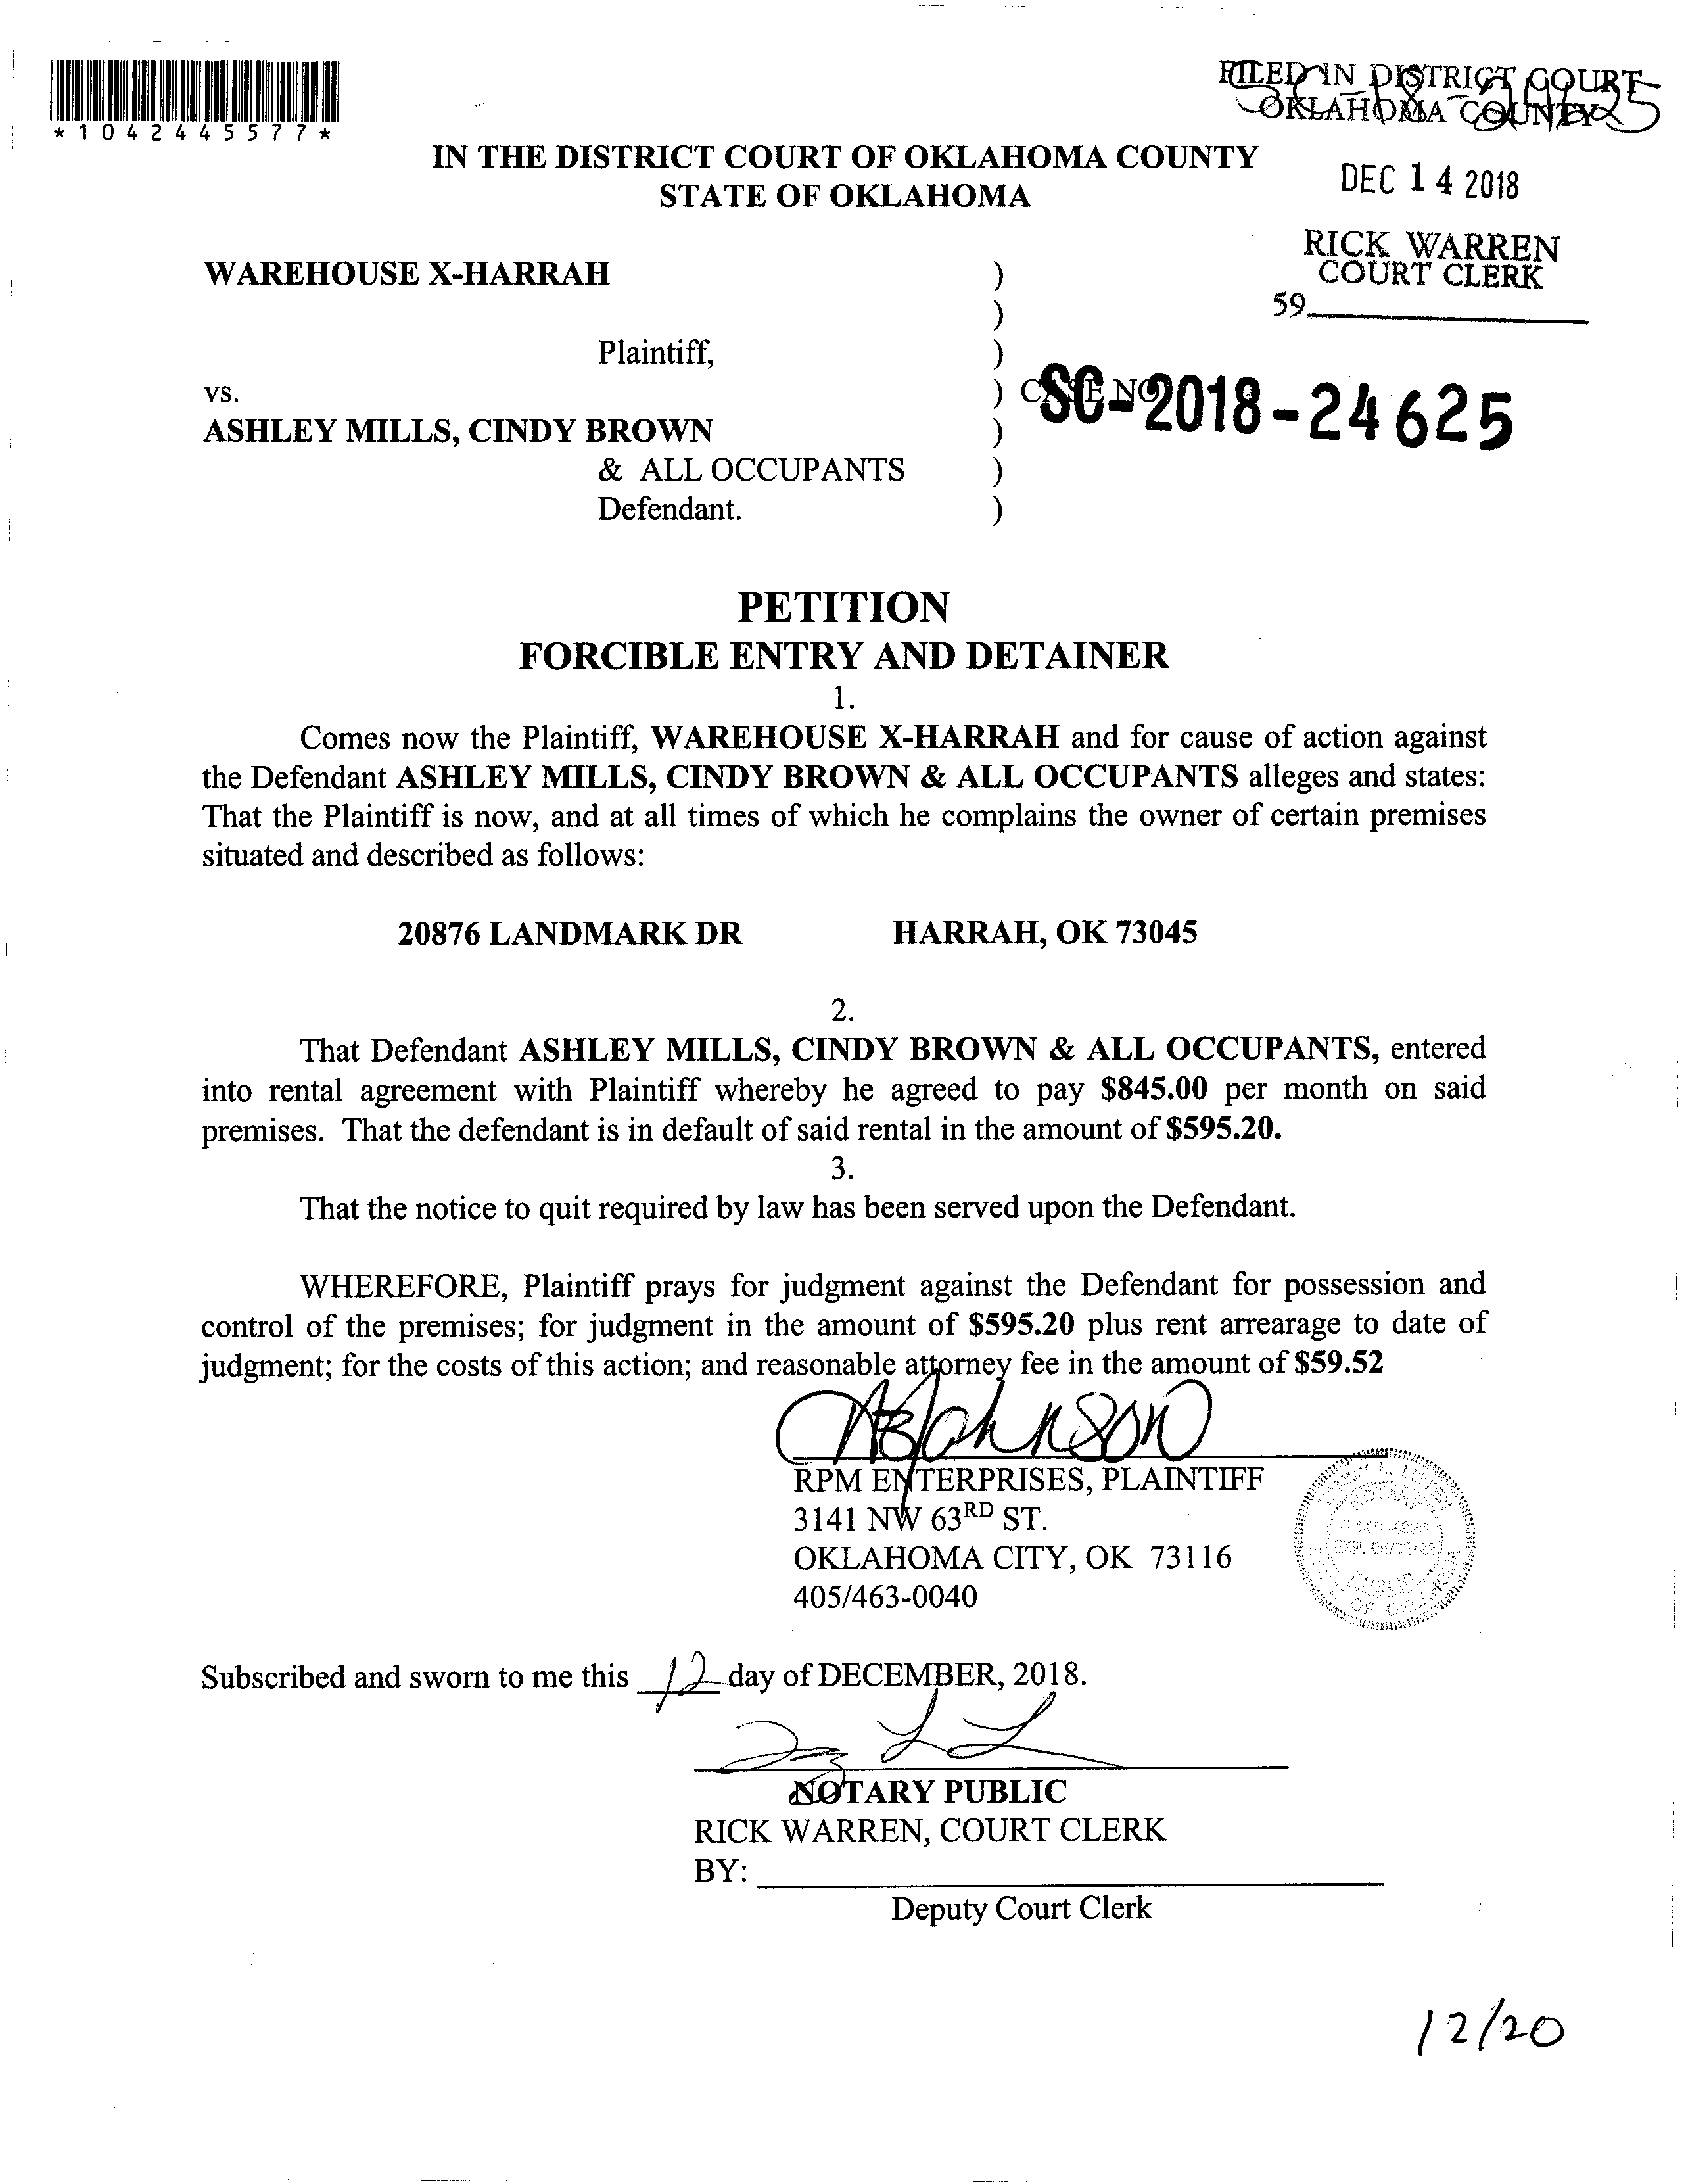 *1042445577*
FILED IN DISTRICT COURT
OKLAHOMA COUNTY
IN THE DISTRICT COURT OF OKLAHOMA COUNTY
STATE OF OKLAHOMA
DEC 14 2018
RICK WARREN
COURT CLERK
59
WAREHOUSE X-HARRAH )
)
Plaintiff, )
vs. ) CASE NO
SC-2018-24625
ASHLEY MILLS, CINDY BROWN )
& ALL OCCUPANTS )
Defendant. )
PETITION
FORCIBLE ENTRY AND DETAINER
1.
Comes now the Plaintiff, WAREHOUSE X-HARRAH and for cause of action against
the Defendant ASHLEY MILLS, CINDY BROWN & ALL OCCUPANTS alleges and states:
That the Plaintiff is now, and at all times of which he complains the owner of certain premises
situated and described as follows:
20876 LANDMARK DR HARRAH, OK 73045
2.
That Defendant ASHLEY MILLS, CINDY BROWN & ALL OCCUPANTS, entered
into rental agreement with Plaintiff whereby he agreed to pay $845.00 per month on said
premises. That the defendant is in default of said rental in the amount of $595.20.
3.
That the notice to quit required by law has been served upon the Defendant.
WHEREFORE, Plaintiff prays for judgment against the Defendant for possession and
control of the premises; for judgment in the amount of $595.20 plus rent arrearage to date of
judgment; for the costs of this action; and reasonable attorney fee in the amount of $59.52
Johnson
RPM ENTERPRISES, PLAINTIFF
3141 NW 63RD ST.
OKLAHOMA CITY, OK 73116
405/463-0040
NOTARY
PUBLIC
OF OKLAHOMA
Subscribed and sworn to me this 12 day of DECEMBER, 2018.
NOTARY PUBLIC
RICK WARREN, COURT CLERK
BY:
Deputy Court Clerk
12/20